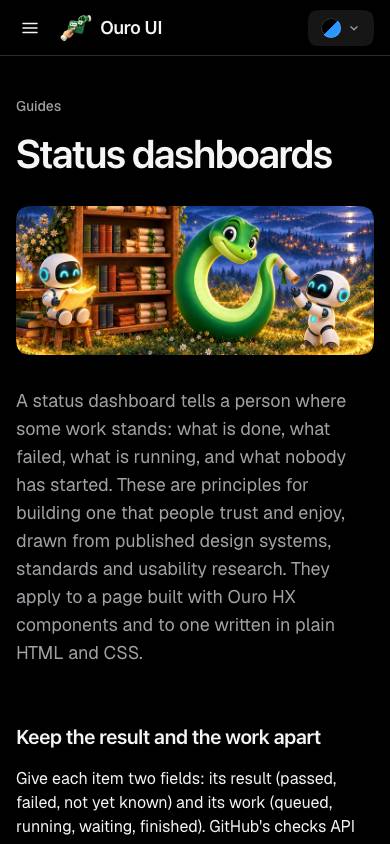 Ouro UI
Guides
Status dashboards
A status dashboard tells a person where
some work stands: what is done, what
failed, what is running, and what nobody
has started. These are principles for
building one that people trust and enjoy,
drawn from published design systems,
standards and usability research. They
apply to a page built with Ouro HX
components and to one written in plain
HTML and CSS.
Keep the result and the work apart
Give each item two fields: its result (passed,
failed, not yet known) and its work (queued,
running, waiting, finished). GitHub's checks API